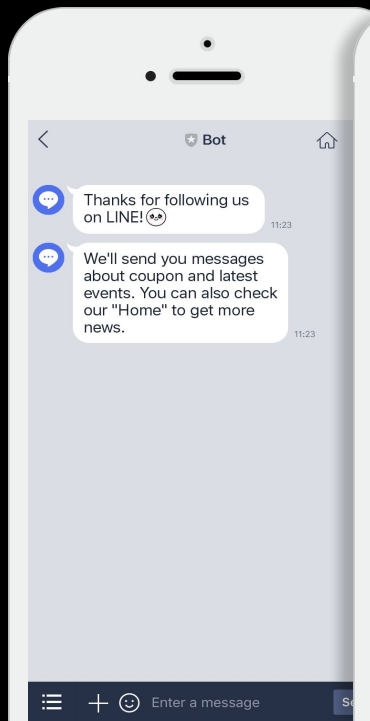 Bot
Thanks for following us
on LINE!
11:23
We'll send you messages
about coupon and latest
events. You can also check
our "Home" to get more
news.
11:23
Enter a message
Se